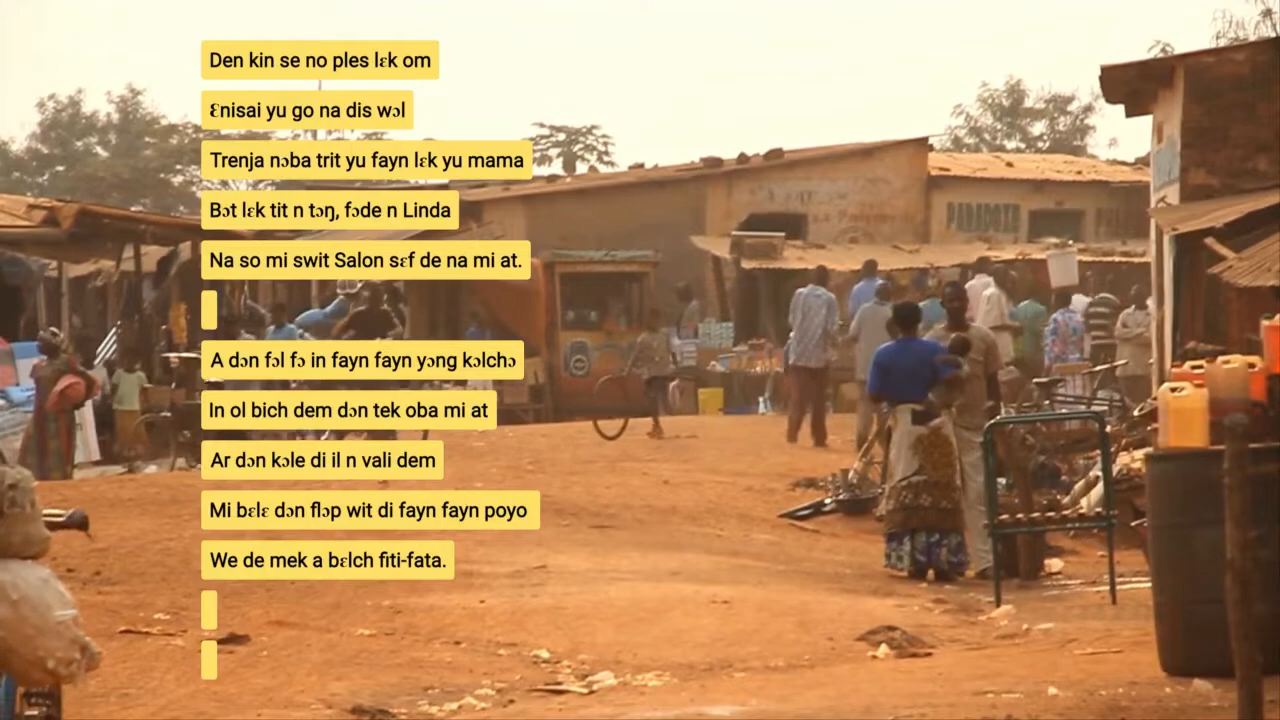 Den kin se no ples lɛk om
Ɛnisai yu go na dis wɔl
Trenja nɔba trit yu fayn lɛk yu mama
Bɔt lɛk tit n tɔŋ, fɔde n Linda
Na so mi swit Salon sɛf de na mi at.
A dɔn fɔl fɔ in fayn fayn yɔng kɔlchɔ
In ol bich dem dɔn tek oba mi at
Ar dɔn kɔle di il n vali dem
Mi bɛlɛ dɔn flɔp wit di fayn fayn poyo
We de mek a bɛlch fiti-fata.